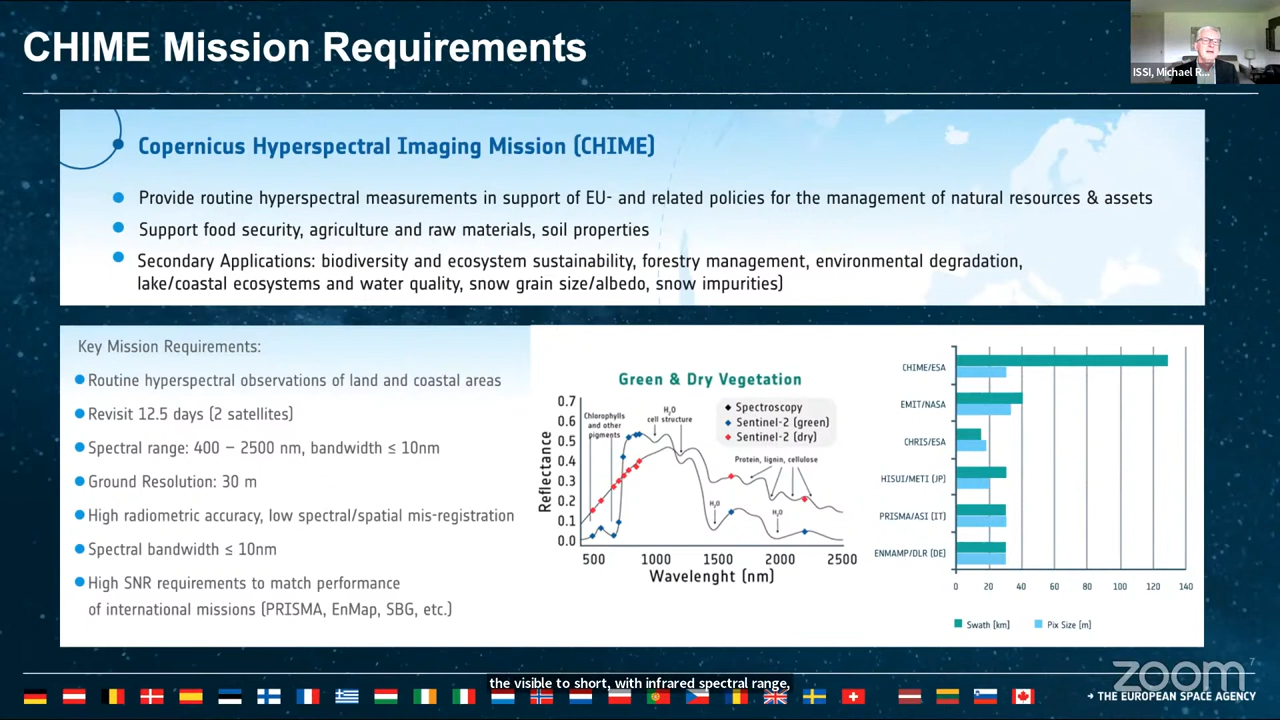 CHIME Mission Requirements
ISSI, Michael R...
Copernicus Hyperspectral Imaging Mission (CHIME)
Provide routine hyperspectral measurements in support of EU- and related policies for the management of natural resources & assets
Support food security, agriculture and raw materials, soil properties
Secondary Applications: biodiversity and ecosystem sustainability, forestry management, environmental degradation,
lake/coastal ecosystems and water quality, snow grain size/albedo, snow impurities)
Key Mission Requirements:
Routine hyperspectral observations of land and coastal areas
Revisit 12.5 days (2 satellites)
Spectral range: 400 – 2500 nm, bandwidth ≤ 10nm
Ground Resolution: 30 m
High radiometric accuracy, low spectral/spatial mis-registration
Spectral bandwidth ≤ 10nm
High SNR requirements to match performance
of international missions (PRISMA, EnMap, SBG, etc.)
Green & Dry Vegetation
Reflectance
0.7
0.6
0.5
0.4
0.3
0.2
0.1
0.0
Chlorophylls
and other
pigments
H₂O
cell structure
Spectroscopy
Sentinel-2 (green)
Sentinel-2 (dry)
Protein, lignin, cellulose
H₂O
H₂O
500 1000 1500 2000 2500
Wavelenght (nm)
CHIME/ESA
EMIT/NASA
CHRIS/ESA
HISUI/METI (JP)
PRISMA/ASI (IT)
ENMAMP/DLR (DE)
0 20 40 60 80 100 120 140
Swath [km] Pix Size [m]
zoom
7
the visible to short, with infrared spectral range,
→ THE EUROPEAN SPACE AGENCY